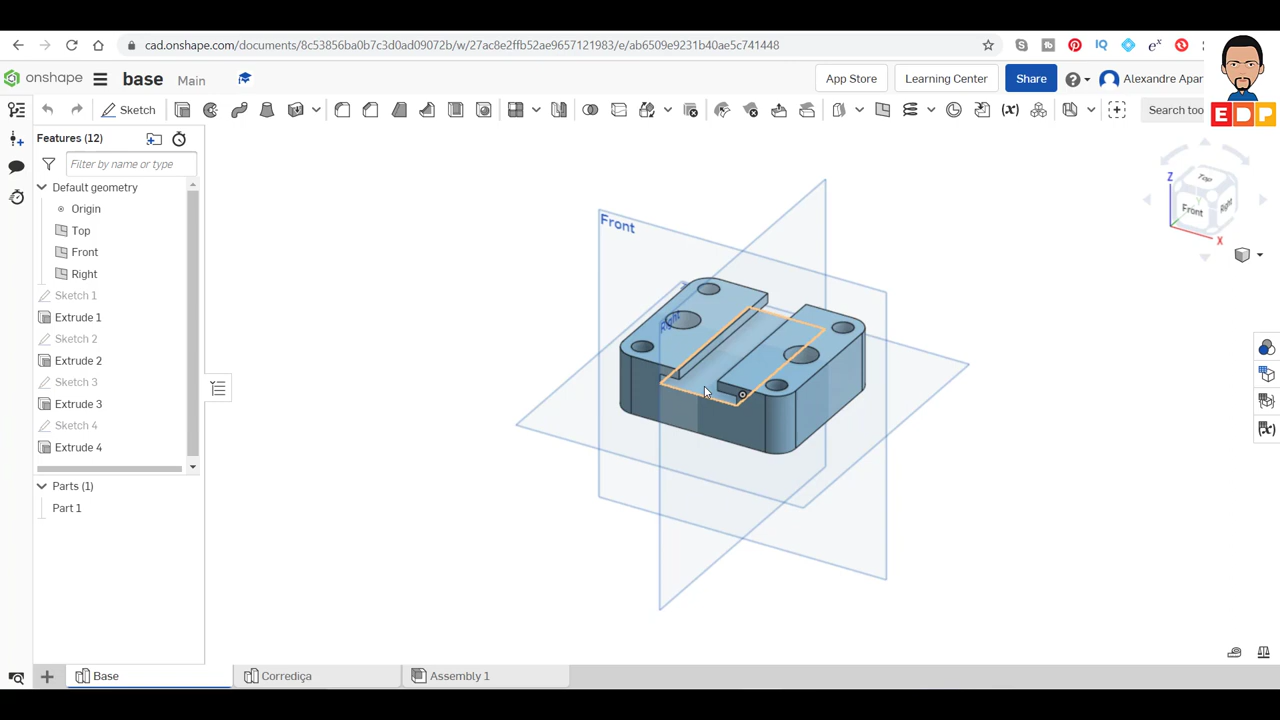 cad.onshape.com/documents/8c53856ba0b7c3d0ad09072b/w/27ac8e2ffb52ae9657121983/e/ab6509e9231b40ae5c741448
IQ
eˣ
onshape
base
Main
App Store
Learning Center
Share
Alexandre Apar
EDP
Sketch
(x)
Search too
Features (12)
Filter by name or type
Default geometry
Origin
Top
Front
Right
Sketch 1
Extrude 1
Sketch 2
Extrude 2
Sketch 3
Extrude 3
Sketch 4
Extrude 4
Parts (1)
Part 1
Front
Right
Z
Top
Y
Front
Right
X
Base
Corrediça
Assembly 1